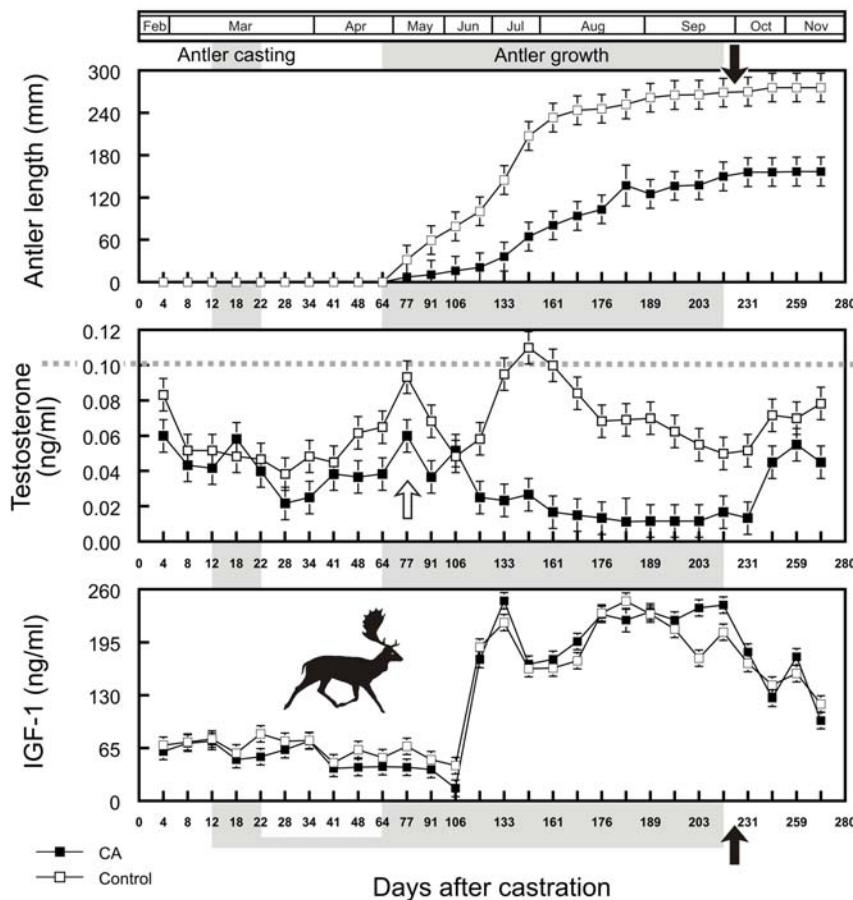 Feb Mar Apr May Jun Jul Aug Sep Oct Nov
Antler casting Antler growth
Antler length (mm)
300
240
180
120
60
0
0 4 8 12 18 22 28 34 41 48 64 77 91 106 133 161 176 189 203 231 259 280
Testosterone
(ng/ml)
0.12
0.10
0.08
0.06
0.04
0.02
0.00
0 4 8 12 18 22 28 34 41 48 64 77 91 106 133 161 176 189 203 231 259 280
IGF-1 (ng/ml)
260
195
130
65
0
0 4 8 12 18 22 28 34 41 48 64 77 91 106 133 161 176 189 203 231 259 280
CA
Control
Days after castration